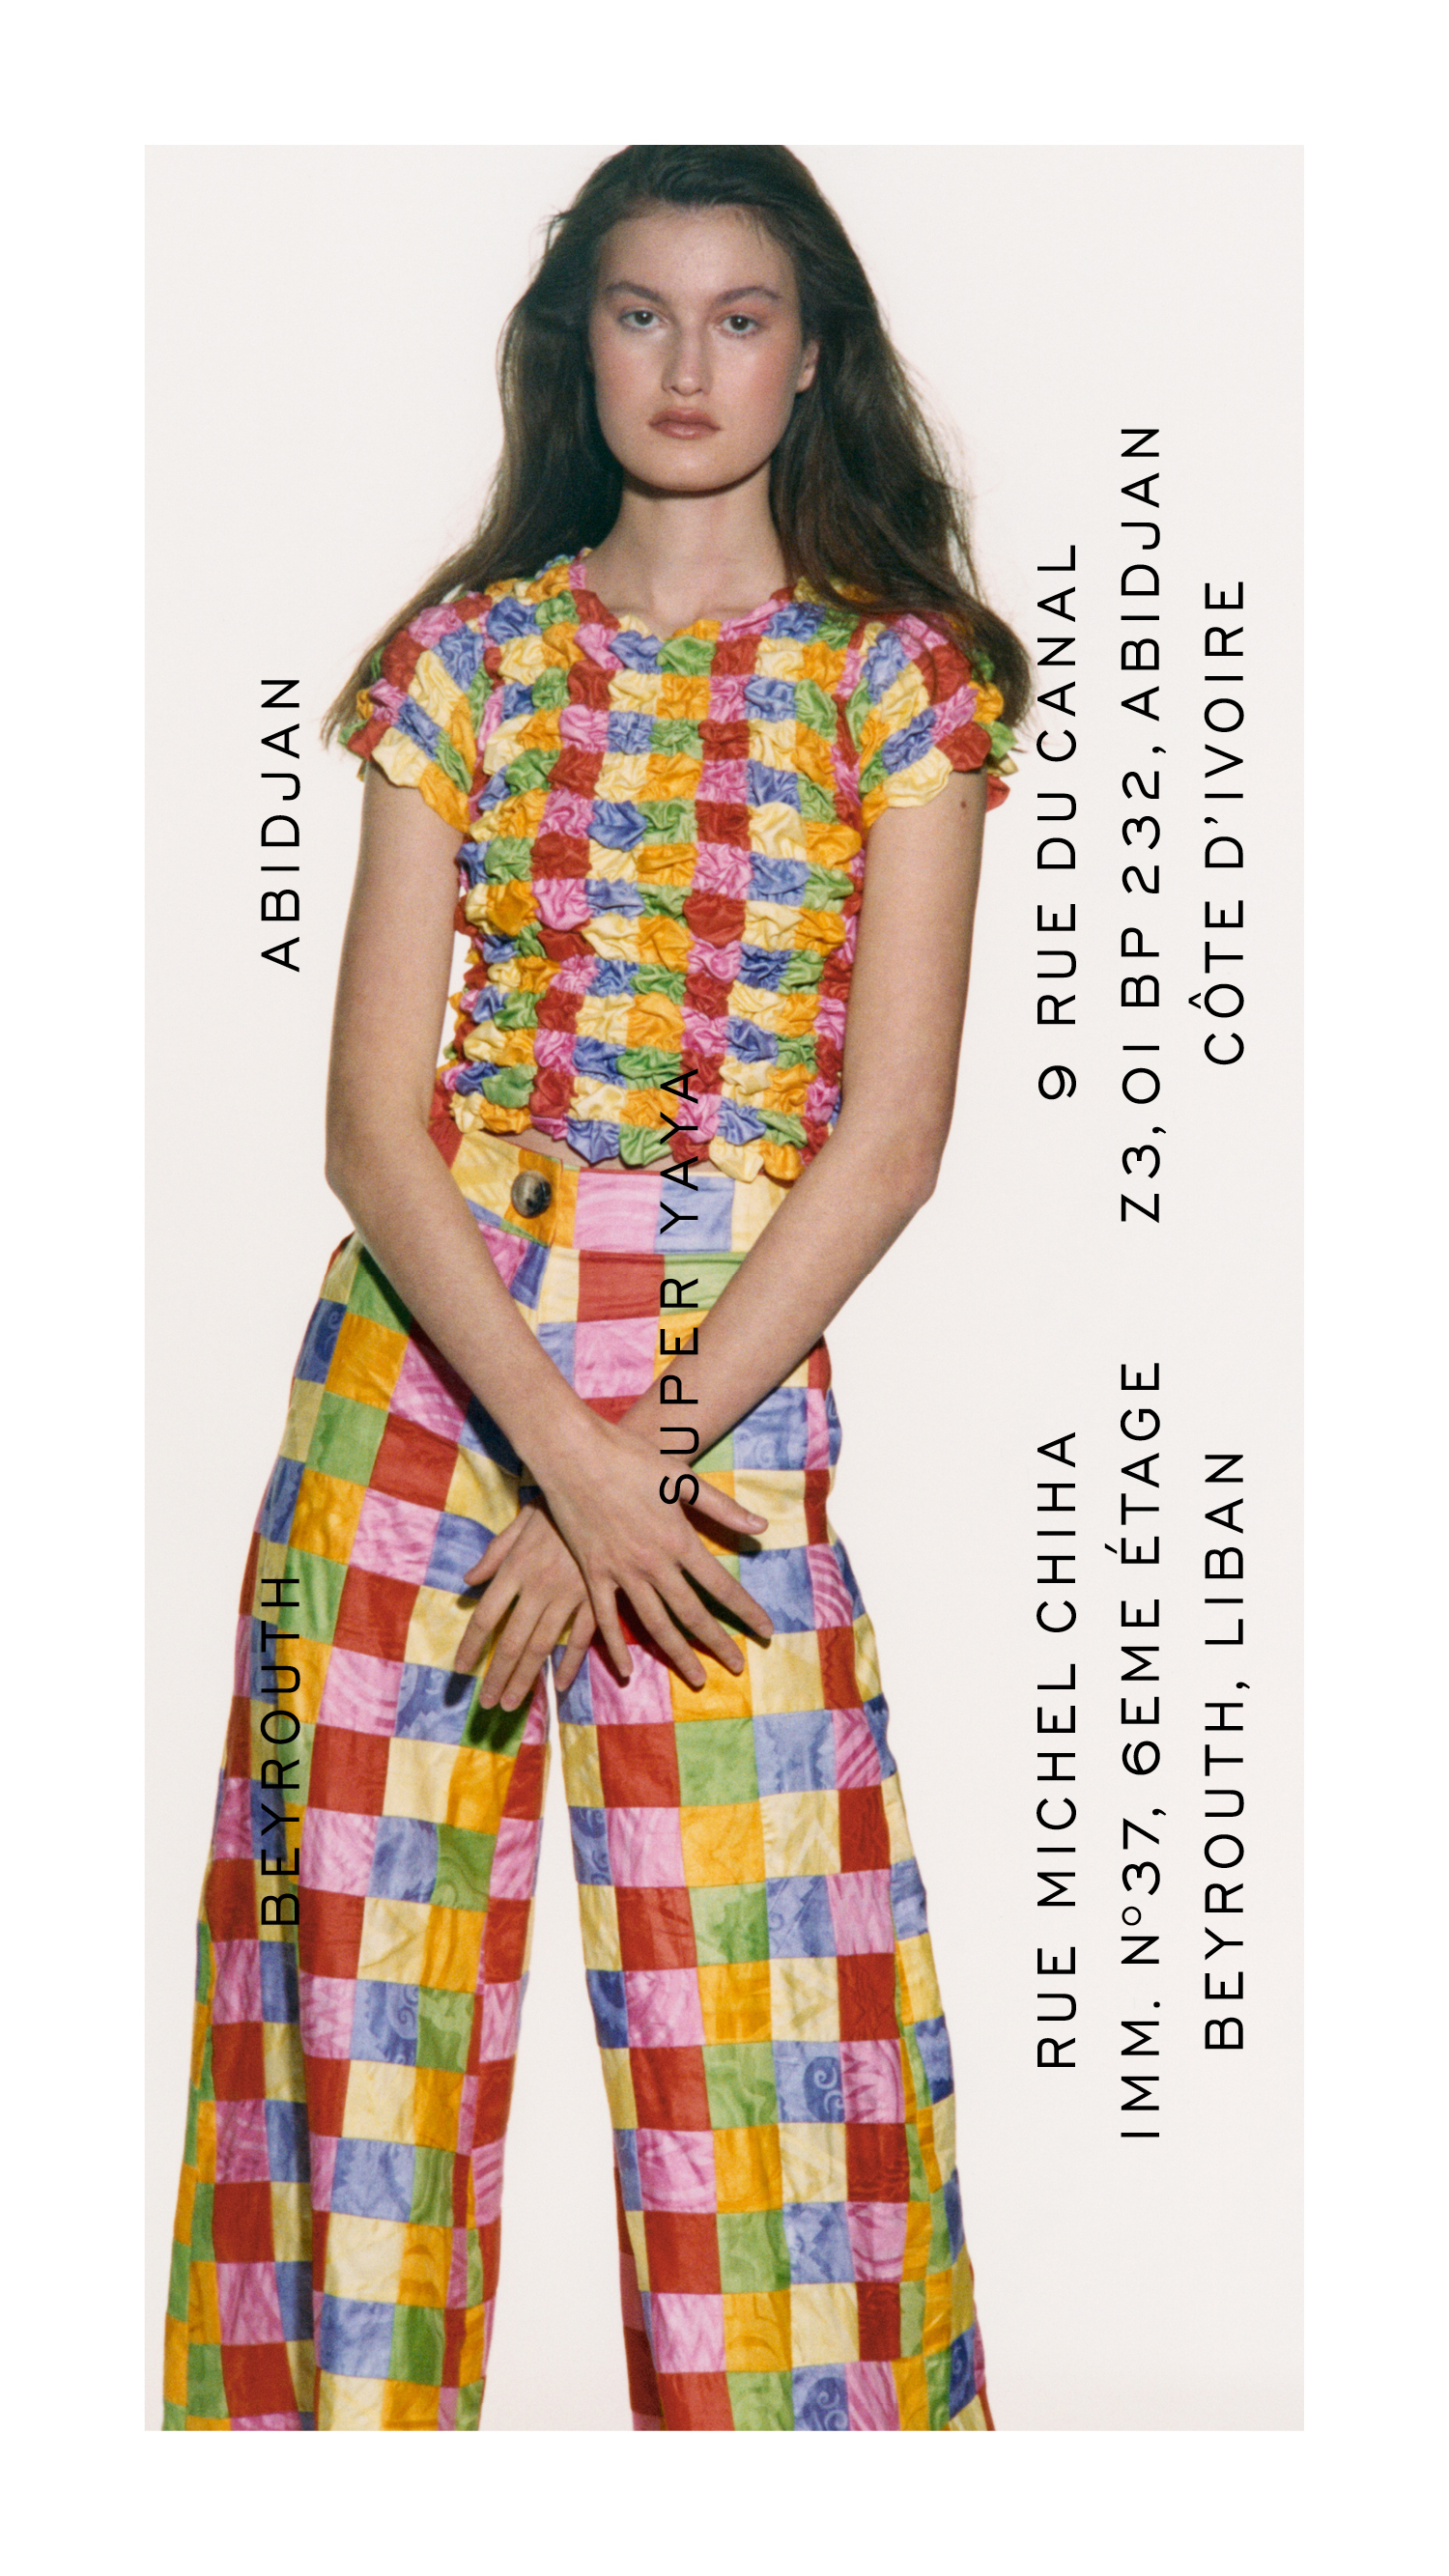 BEYROUTH
ABIDJAN
SUPER YAYA
RUE MICHEL CHIHA
IMM. N°37, 6EME ÉTAGE
BEYROUTH, LIBAN
9 RUE DU CANAL
Z3, 01 BP 232, ABIDJAN
CÔTE D’IVOIRE